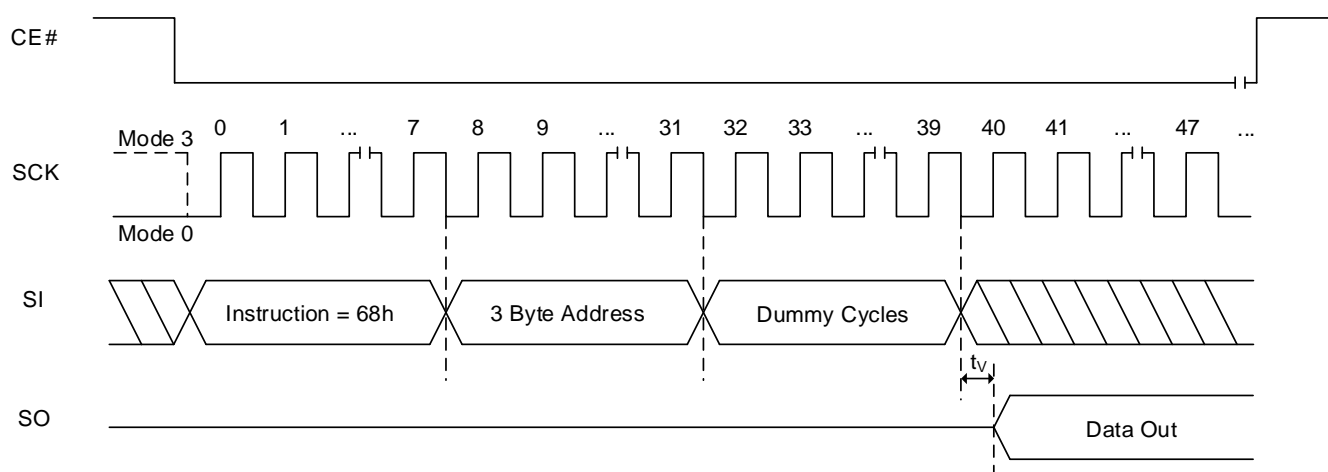 CE#
0 1 ... 7 8 9 ... 31 32 33 ... 39 40 41 ... 47 ...
Mode 3
SCK
Mode 0
SI Instruction = 68h 3 Byte Address Dummy Cycles
tV
SO Data Out